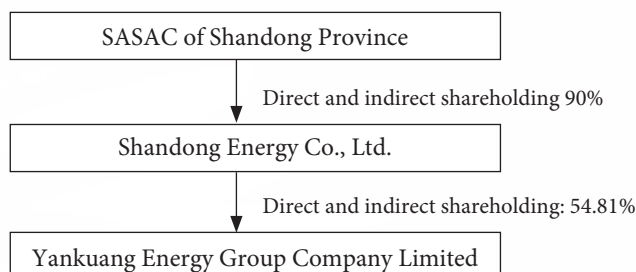 SASAC of Shandong Province
Direct and indirect shareholding 90%
Shandong Energy Co., Ltd.
Direct and indirect shareholding: 54.81%
Yankuang Energy Group Company Limited